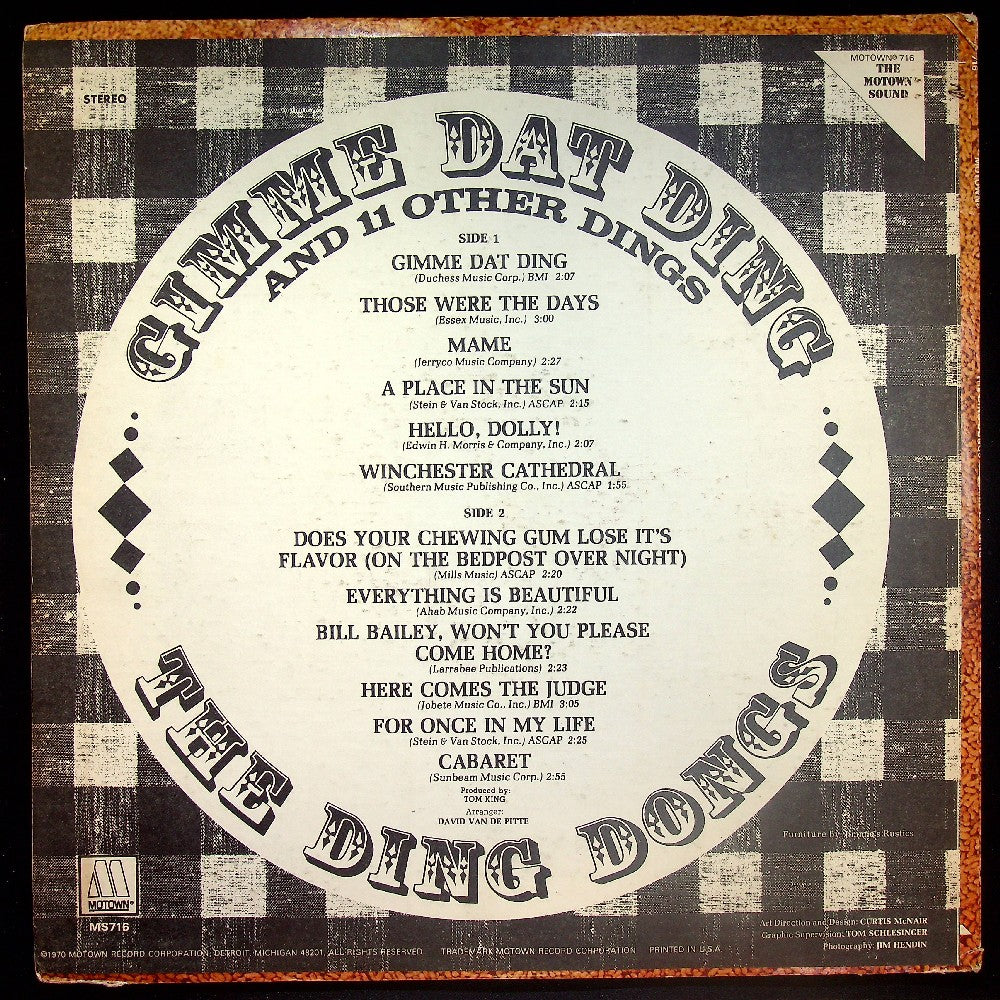 STEREO
MOTOWN® 716
THE
MOTOWN
SOUND
GIMME DAT DING
AND 11 OTHER DINGS
SIDE 1
GIMME DAT DING
(Duchess Music Corp.) BMI 2:07
THOSE WERE THE DAYS
(Essex Music, Inc.) 3:00
MAME
(Jerryco Music Company) 2:27
A PLACE IN THE SUN
(Stein & Van Stock, Inc.) ASCAP 2:15
HELLO, DOLLY!
(Edwin H. Morris & Company, Inc.) 2:07
WINCHESTER CATHEDRAL
(Southern Music Publishing Co., Inc.) ASCAP 1:55
SIDE 2
DOES YOUR CHEWING GUM LOSE IT'S
FLAVOR (ON THE BEDPOST OVER NIGHT)
(Mills Music) ASCAP 2:20
EVERYTHING IS BEAUTIFUL
(Ahab Music Company, Inc.) 2:22
BILL BAILEY, WON'T YOU PLEASE
COME HOME?
(Larrabee Publications) 2:23
HERE COMES THE JUDGE
(Jobete Music Co., Inc.) BMI 3:05
FOR ONCE IN MY LIFE
(Stein & Van Stock, Inc.) ASCAP 2:25
CABARET
(Sunbeam Music Corp.) 2:55
Produced by:
TOM KING
Arranger:
DAVID VAN DE PITTE
THE DING DONGS
Furniture by Rustics
MOTOWN®
MS716
Art Direction and Design: CURTIS McNAIR
Graphic Supervision: TOM SCHLESINGER
Photography: JIM HENDIN
©1970 MOTOWN RECORD CORPORATION, DETROIT, MICHIGAN 48201, ALL RIGHTS RESERVED TRADEMARK MOTOWN RECORD CORPORATION PRINTED IN U.S.A.